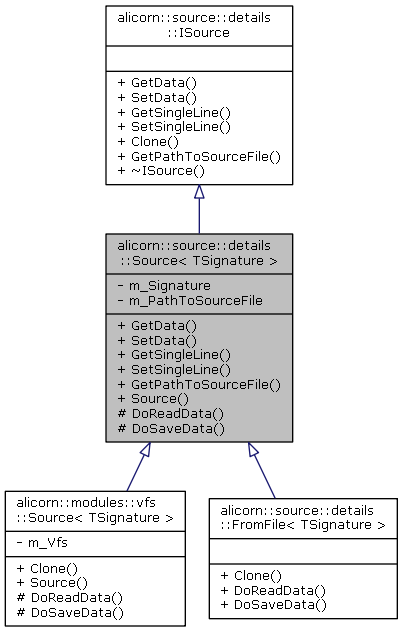 alicorn::source::details
::ISource
+ GetData()
+ SetData()
+ GetSingleLine()
+ SetSingleLine()
+ Clone()
+ GetPathToSourceFile()
+ ~ISource()
alicorn::source::details
::Source< TSignature >
- m_Signature
- m_PathToSourceFile
+ GetData()
+ SetData()
+ GetSingleLine()
+ SetSingleLine()
+ GetPathToSourceFile()
+ Source()
# DoReadData()
# DoSaveData()
alicorn::modules::vfs
::Source< TSignature >
- m_Vfs
+ Clone()
+ Source()
# DoReadData()
# DoSaveData()
alicorn::source::details
::FromFile< TSignature >
+ Clone()
+ DoReadData()
+ DoSaveData()